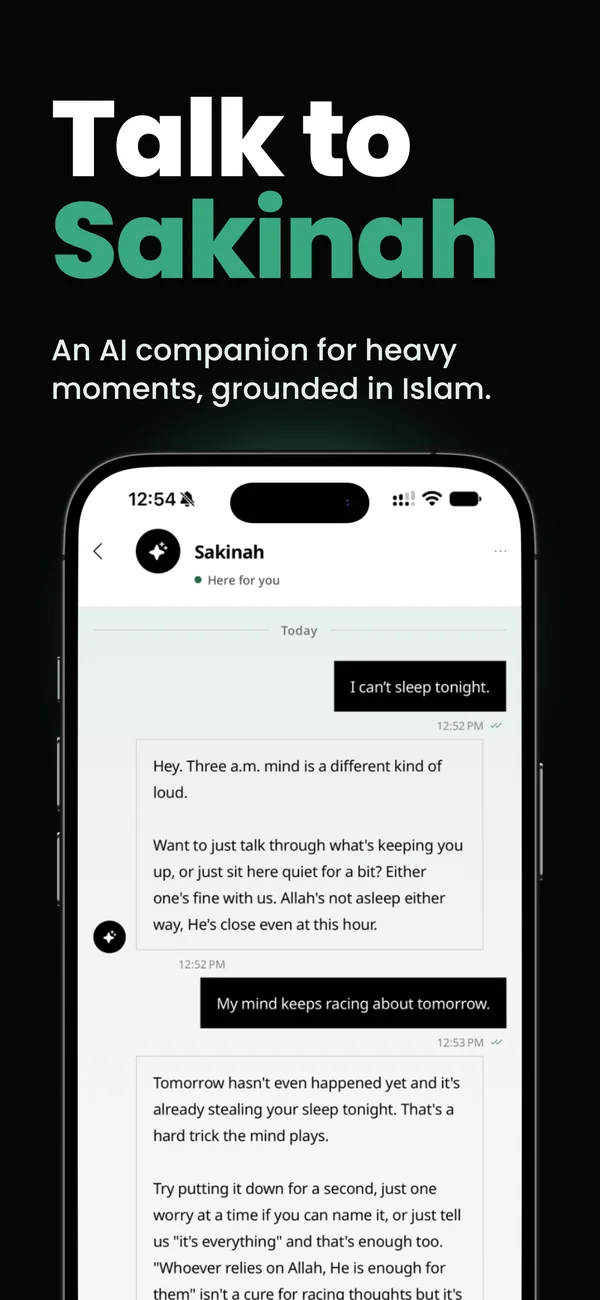 Talk to
Sakinah
An AI companion for heavy
moments, grounded in Islam.
12:54
Sakinah
Here for you
Today
I can't sleep tonight.
12:52 PM
Hey. Three a.m. mind is a different kind of
loud.
Want to just talk through what's keeping you
up, or just sit here quiet for a bit? Either
one's fine with us. Allah's not asleep either
way, He's close even at this hour.
12:52 PM
My mind keeps racing about tomorrow.
12:53 PM
Tomorrow hasn't even happened yet and it's
already stealing your sleep tonight. That's a
hard trick the mind plays.
Try putting it down for a second, just one
worry at a time if you can name it, or just tell
us "it's everything" and that's enough too.
"Whoever relies on Allah, He is enough for
them" isn't a cure for racing thoughts but it's